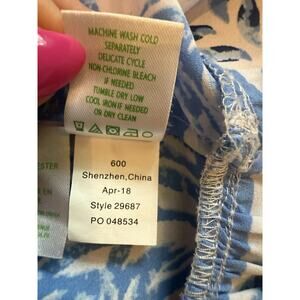 MACHINE WASH COLD
SEPARATELY
DELICATE CYCLE
NON-CHLORINE BLEACH
IF NEEDED
TUMBLE DRY LOW
COOL IRON IF NEEDED
OR DRY CLEAN
600
Shenzhen,China
Apr-18
Style 29687
PO 048534